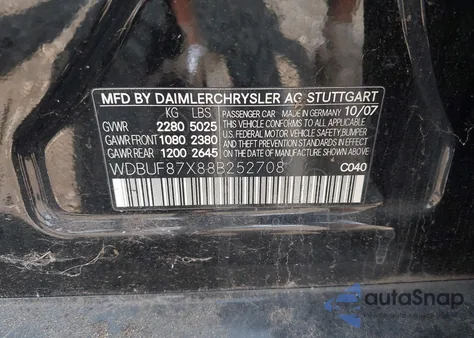 MFD BY DAIMLERCHRYSLER AG STUTTGART
KG LBS PASSENGER CAR MADE IN GERMANY 10/07
GVWR 2280 5025
GAWR FRONT 1080 2380
GAWR REAR 1200 2645
THIS VEHICLE CONFORMS TO ALL APPLICABLE
U.S. FEDERAL MOTOR VEHICLE SAFETY, BUMPER
AND THEFT PREVENTION STANDARDS IN EFFECT
ON THE DATE OF MANUFACTURE SHOWN ABOVE.
WDBUF87X88B252708 C040
autoSnap